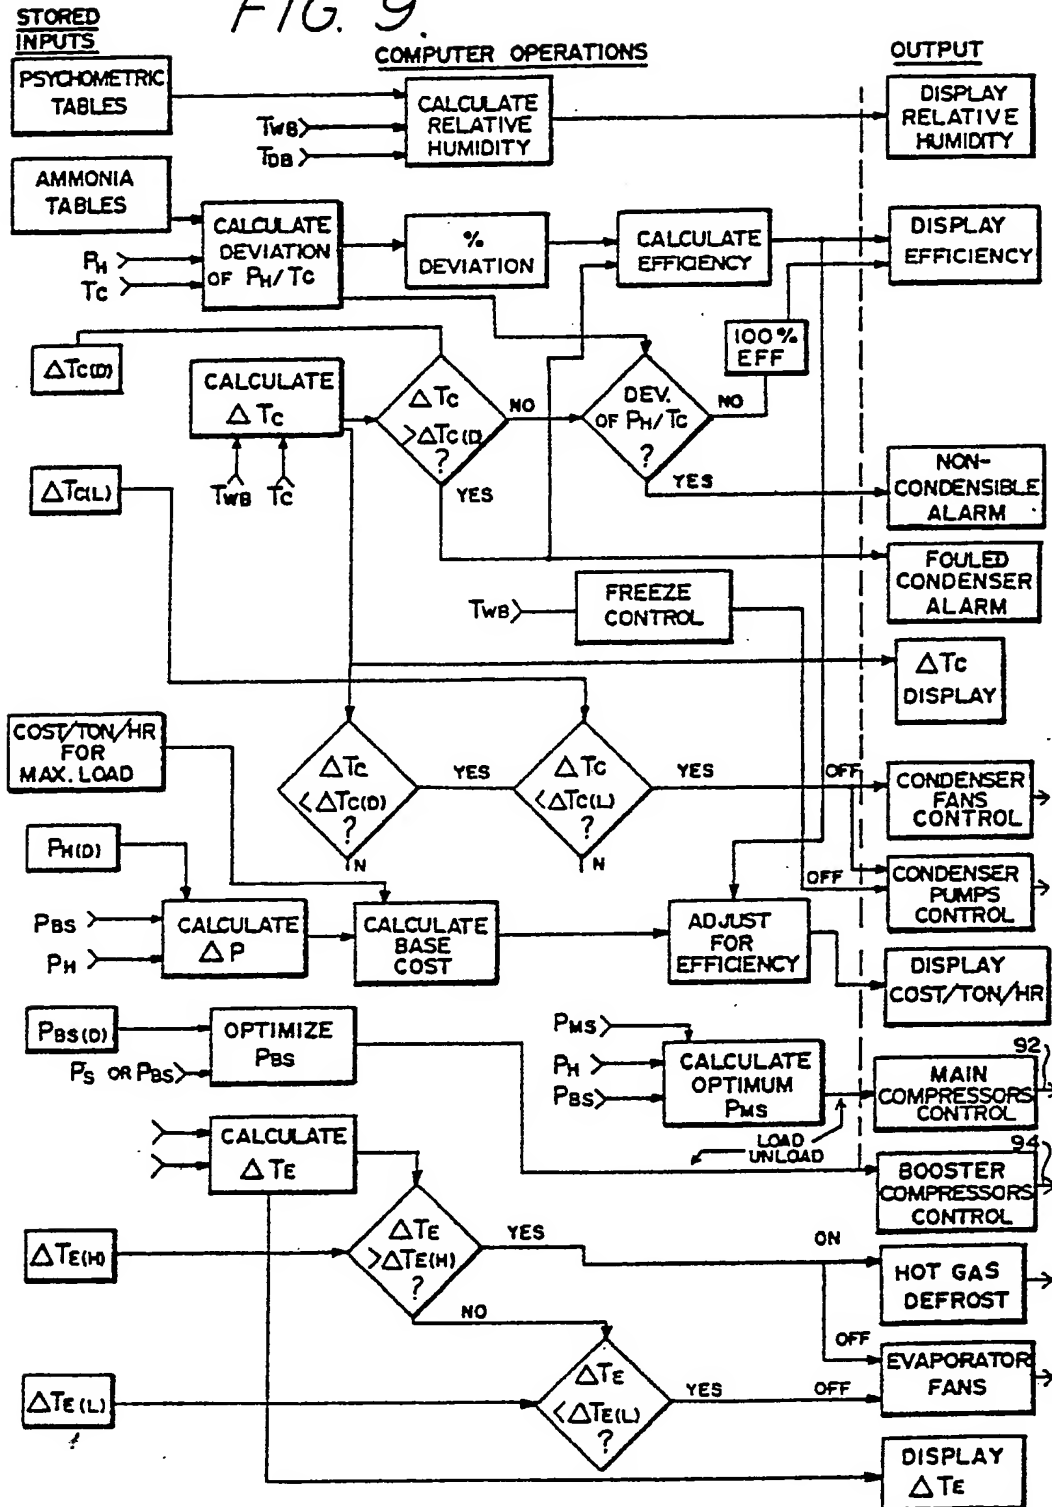 FIG. 9.
STORED
INPUTS
COMPUTER OPERATIONS
OUTPUT
PSYCHOMETRIC
TABLES
CALCULATE
RELATIVE
HUMIDITY
TWB
TDB
DISPLAY
RELATIVE
HUMIDITY
AMMONIA
TABLES
CALCULATE
DEVIATION
OF PH/TC
PH
TC
%
DEVIATION
CALCULATE
EFFICIENCY
DISPLAY
EFFICIENCY
100%
EFF
ΔTC(D)
CALCULATE
ΔTC
TWB
TC
ΔTC
>ΔTC(D)
?
NO
YES
DEV.
OF PH/TC
?
NO
YES
NON-
CONDENSIBLE
ALARM
ΔTC(L)
FOULED
CONDENSER
ALARM
TWB
FREEZE
CONTROL
ΔTC
DISPLAY
COST/TON/HR
FOR
MAX. LOAD
ΔTC
<ΔTC(D)
?
YES
N
ΔTC
<ΔTC(L)
?
YES
N
OFF
CONDENSER
FANS
CONTROL
OFF
CONDENSER
PUMPS
CONTROL
PH(D)
PBS
PH
CALCULATE
ΔP
CALCULATE
BASE
COST
ADJUST
FOR
EFFICIENCY
DISPLAY
COST/TON/HR
PBS(D)
PS OR PBS
OPTIMIZE
PBS
PMS
PH
PBS
CALCULATE
OPTIMUM
PMS
LOAD
UNLOAD
MAIN
COMPRESSORS
CONTROL
92
BOOSTER
COMPRESSORS
CONTROL
94
CALCULATE
ΔTE
ΔTE(H)
ΔTE
>ΔTE(H)
?
YES
NO
ON
HOT GAS
DEFROST
OFF
EVAPORATOR
FANS
ΔTE(L)
ΔTE
<ΔTE(L)
?
YES
OFF
DISPLAY
ΔTE